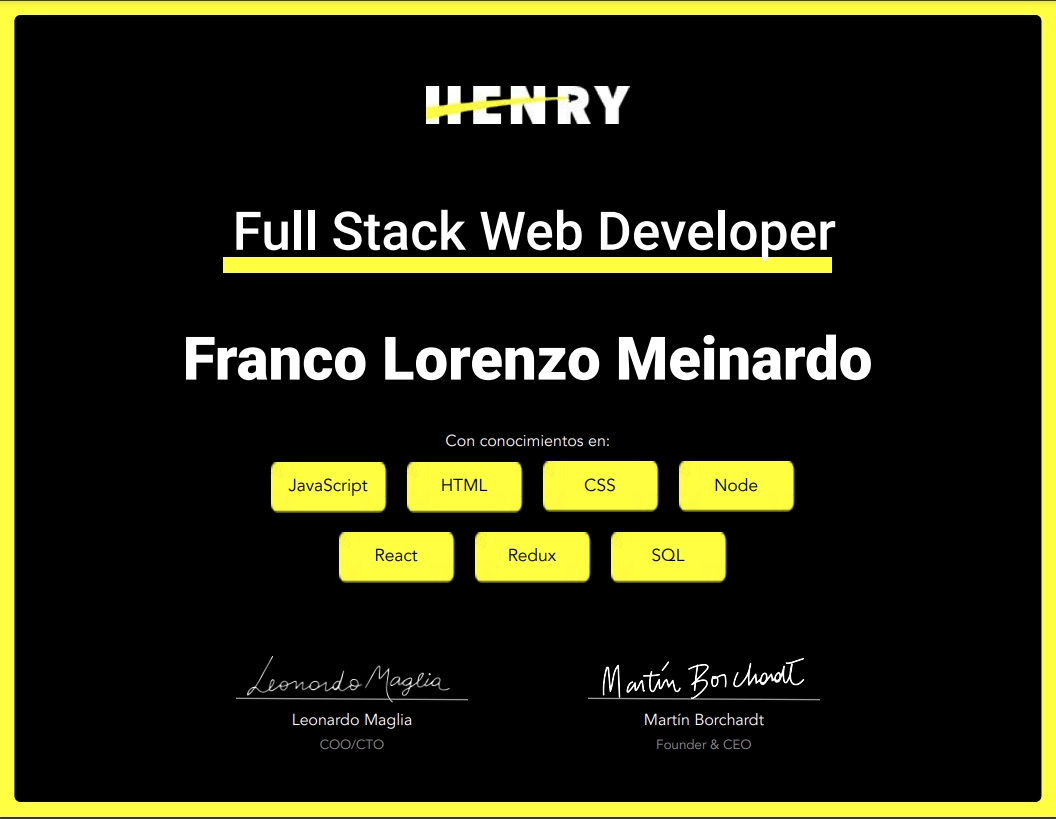 HENRY
Full Stack Web Developer
Franco Lorenzo Meinardo
Con conocimientos en:
JavaScript HTML CSS Node
React Redux SQL
Leonardo Maglia Martín Borchardt
Leonardo Maglia Martín Borchardt
COO/CTO Founder & CEO